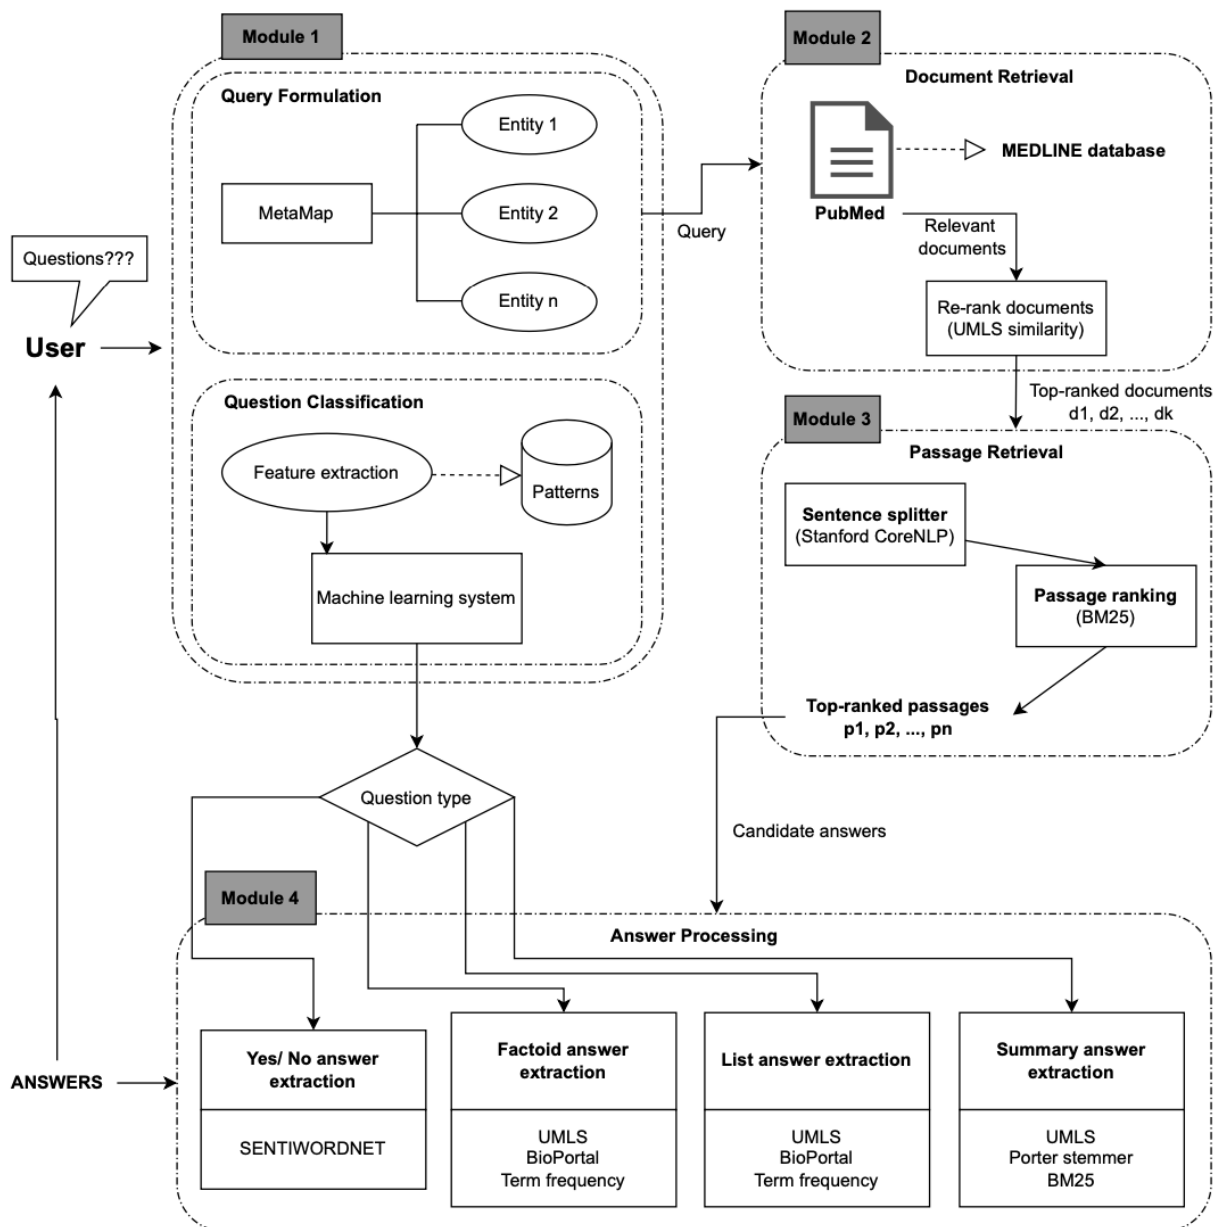 Module 1
Query Formulation
Entity 1
MetaMap
Entity 2
Entity n
Questions???
User
Question Classification
Feature extraction
Patterns
Machine learning system
Query
Module 2
Document Retrieval
MEDLINE database
PubMed
Relevant
documents
Re-rank documents
(UMLS similarity)
Top-ranked documents
d1, d2, ..., dk
Module 3
Passage Retrieval
Sentence splitter
(Stanford CoreNLP)
Passage ranking
(BM25)
Top-ranked passages
p1, p2, ..., pn
Question type
Candidate answers
Module 4
Answer Processing
ANSWERS
Yes/ No answer
extraction
SENTIWORDNET
Factoid answer
extraction
UMLS
BioPortal
Term frequency
List answer extraction
UMLS
BioPortal
Term frequency
Summary answer
extraction
UMLS
Porter stemmer
BM25